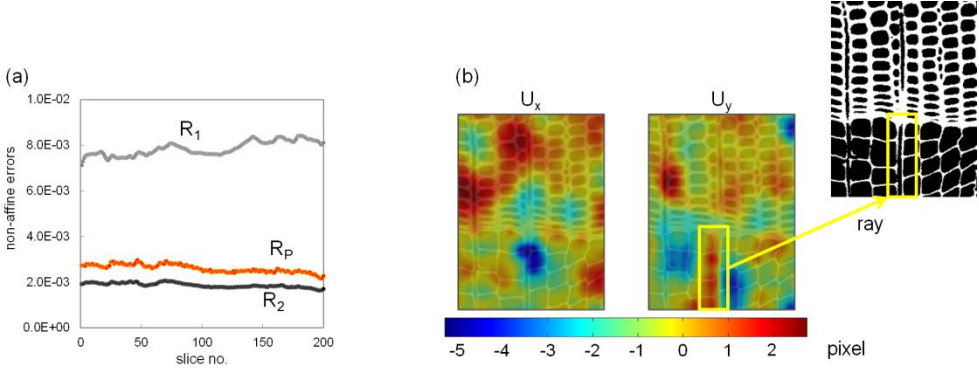 (a)
1.0E-02
8.0E-03
6.0E-03
4.0E-03
2.0E-03
0.0E+00
non-affine errors
R1
RP
R2
0 50 100 150 200
slice no.
(b)
Ux Uy
ray
-5 -4 -3 -2 -1 0 1 2 pixel